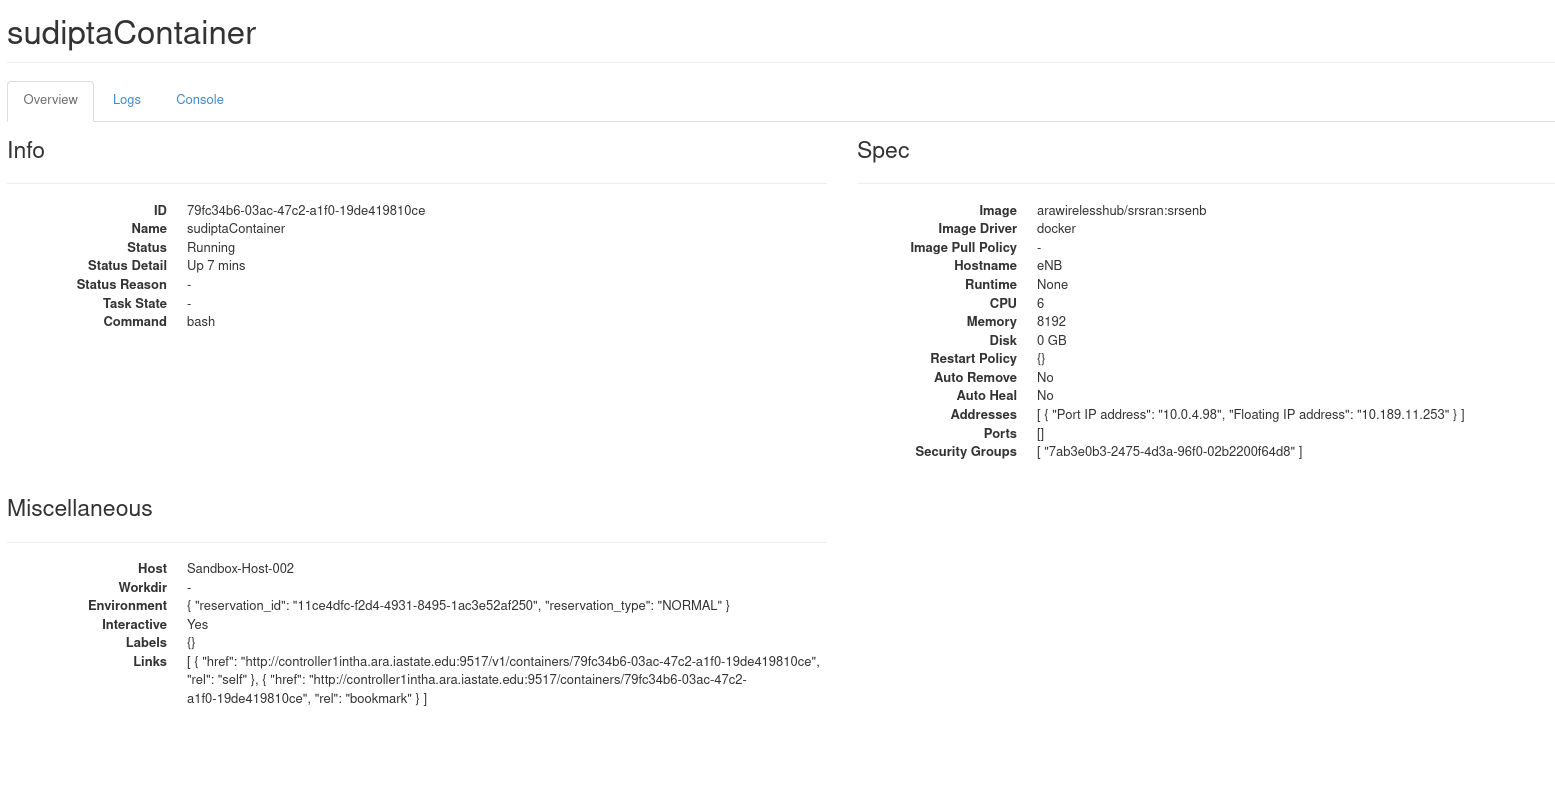 sudiptaContainer
Overview Logs Console
Info
ID 79fc34b6-03ac-47c2-a1f0-19de419810ce
Name sudiptaContainer
Status Running
Status Detail Up 7 mins
Status Reason -
Task State -
Command bash
Spec
Image arawirelesshub/srsran:srsenb
Image Driver docker
Image Pull Policy -
Hostname eNB
Runtime None
CPU 6
Memory 8192
Disk 0 GB
Restart Policy {}
Auto Remove No
Auto Heal No
Addresses [ { "Port IP address": "10.0.4.98", "Floating IP address": "10.189.11.253" } ]
Ports []
Security Groups [ "7ab3e0b3-2475-4d3a-96f0-02b2200f64d8" ]
Miscellaneous
Host Sandbox-Host-002
Workdir -
Environment { "reservation_id": "11ce4dfc-f2d4-4931-8495-1ac3e52af250", "reservation_type": "NORMAL" }
Interactive Yes
Labels {}
Links [ { "href": "http://controller1intha.ara.iastate.edu:9517/v1/containers/79fc34b6-03ac-47c2-a1f0-19de419810ce",
"rel": "self" }, { "href": "http://controller1intha.ara.iastate.edu:9517/containers/79fc34b6-03ac-47c2-
a1f0-19de419810ce", "rel": "bookmark" } ]